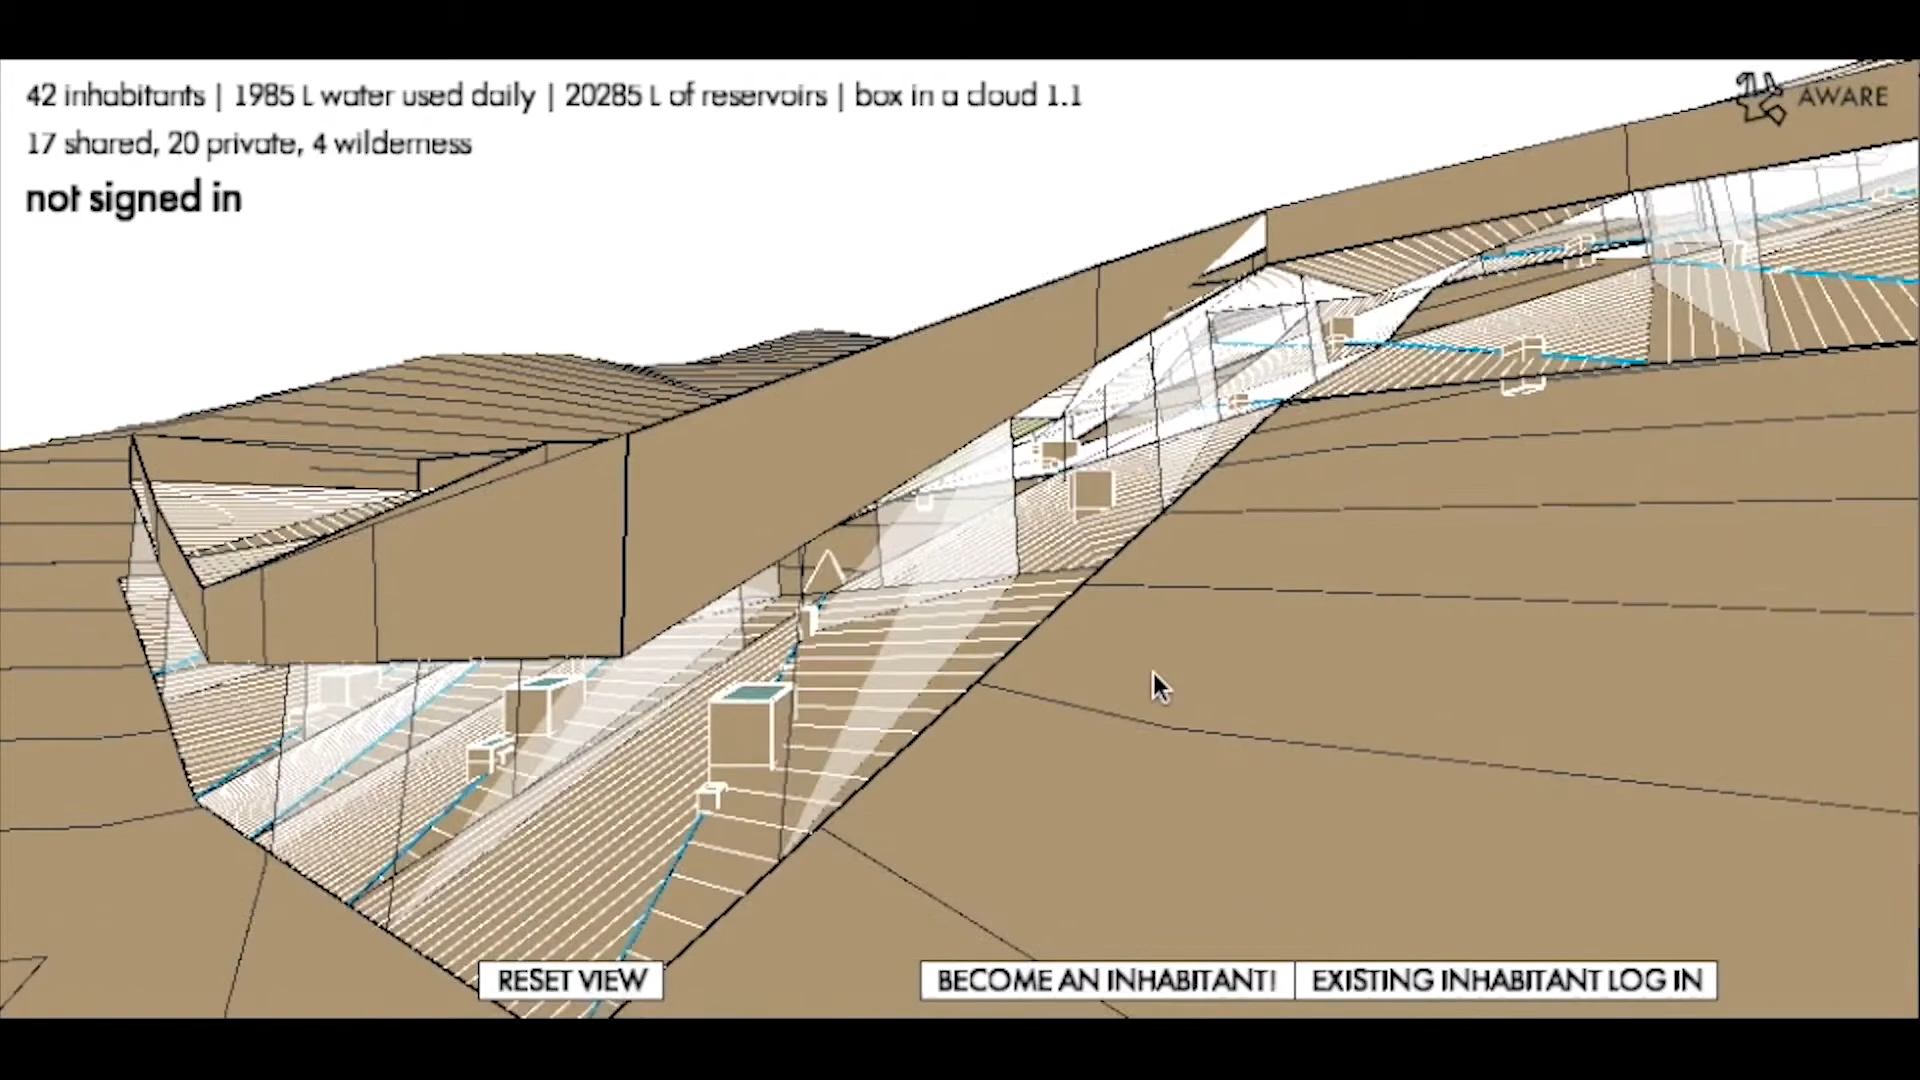 42 inhabitants | 1985 L water used daily | 20285 L of reservoirs | box in a cloud 1.1
AWARE
17 shared, 20 private, 4 wilderness
not signed in
RESET VIEW
BECOME AN INHABITANT!
EXISTING INHABITANT LOG IN